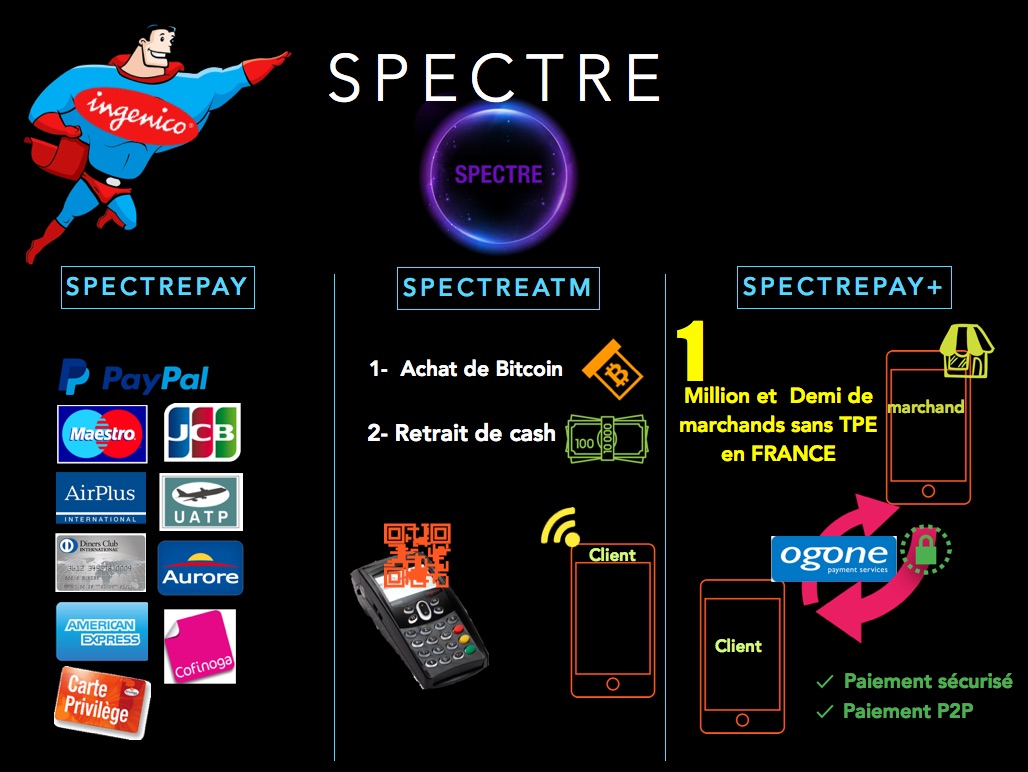 SPECTRE
ingenico
SPECTRE
SPECTREPAY
PayPal
Maestro
JCB
AirPlus
INTERNATIONAL
UATP
Diners Club
INTERNATIONAL
Aurore
AMERICAN
EXPRESS
Cofinoga
Carte
Privilège
SPECTREATM
1- Achat de Bitcoin
2- Retrait de cash
100
10000
Client
SPECTREPAY+
1
Million et Demi de
marchands sans TPE
en FRANCE
marchand
ogone
payment services
Client
✓ Paiement sécurisé
✓ Paiement P2P